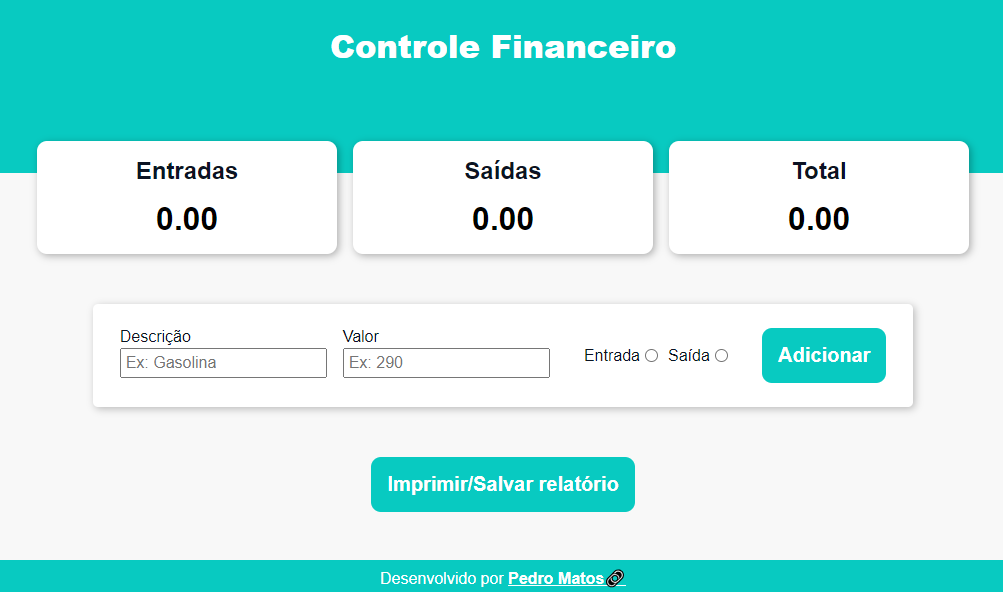 Controle Financeiro
Entradas
0.00
Saídas
0.00
Total
0.00
Descrição
Ex: Gasolina
Valor
Ex: 290
Entrada Saída
Adicionar
Imprimir/Salvar relatório
Desenvolvido por Pedro Matos